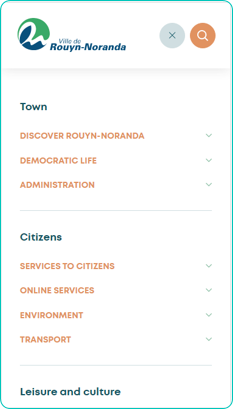 Ville de
Rouyn-Noranda
Town
DISCOVER ROUYN-NORANDA
DEMOCRATIC LIFE
ADMINISTRATION
Citizens
SERVICES TO CITIZENS
ONLINE SERVICES
ENVIRONMENT
TRANSPORT
Leisure and culture